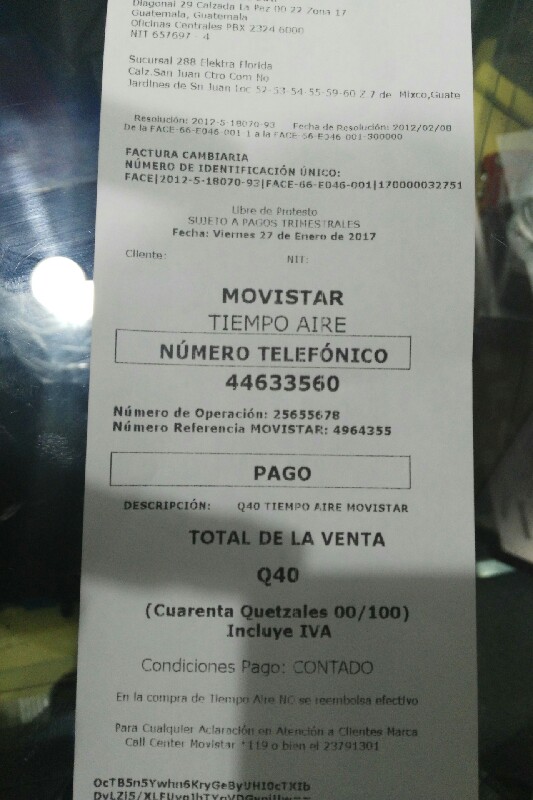 Diagonal 29 Calzada La Paz 00 22 Zona 17
Guatemala, Guatemala
Oficinas Centrales PBX 2324 6000
NIT 657697 - 4
Sucursal 288 Elektra Florida
Calz.San Juan Ctro Com No
Jardines de Sn Juan Loc 52-53-54-55-59-60 Z 7 de Mixco,Guate
Resolución: 2012-5-18070-93 Fecha de Resolución: 2012/02/00
De la FACE-66-E046-001 1 a la FACE-66-E046-001-300000
FACTURA CAMBIARIA
NÚMERO DE IDENTIFICACIÓN ÚNICO:
FACE|2012-5-18070-93|FACE-66-E046-001|170000032751
Libre de Protesto
SUJETO A PAGOS TRIMESTRALES
Fecha: Viernes 27 de Enero de 2017
Cliente: NIT:
MOVISTAR
TIEMPO AIRE
NÚMERO TELEFÓNICO
44633560
Número de Operación: 25655678
Número Referencia MOVISTAR: 4964355
PAGO
DESCRIPCIÓN: Q40 TIEMPO AIRE MOVISTAR
TOTAL DE LA VENTA
Q40
(Cuarenta Quetzales 00/100)
Incluye IVA
Condiciones Pago: CONTADO
En la compra de Tiempo Aire NO se reembolsa efectivo
Para Cualquier Aclaración en Atención a Clientes Marca
Call Center Movistar *119 o bien el 23791301
OcTB5n5Ywhn6KryGeByUHI0cTXIb